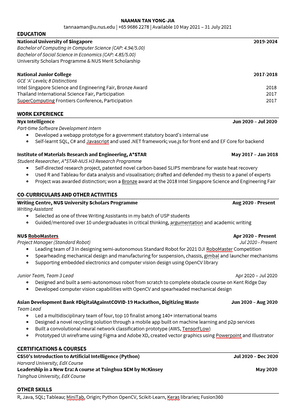 NAAMAN TAN YONG JIA
tannaaman@u.nus.edu | +65 9686 2278 | Available 10 May 2021 – 31 July 2021
EDUCATION
National University of Singapore 2019-2024
Bachelor of Computing in Computer Science (CAP: 4.94/5.00)
Bachelor of Social Science in Economics (CAP: 4.85/5.00)
University Scholars Programme & NUS Merit Scholarship
National Junior College 2017-2018
GCE 'A' Levels; 8 Distinctions
Intel Singapore Science and Engineering Fair, Bronze Award 2018
Thailand International Science Fair, Participation 2018
SuperComputing Frontiers Conference, Participation 2017
WORK EXPERIENCE
Nyx Intelligence Jun 2020 – Jul 2020
Part-time Software Development Intern
• Developed a webapp prototype for a government statutory board's internal use
• Self-learnt SQL, C# and Javascript and used .NET framework; vue.js for front end and EF Core for backend
Institute of Materials Research and Engineering, A*STAR May 2017 – Jan 2018
Student Researcher, A*STAR-NUS H3 Research Programme
• Self-directed research project, patented novel carbon-based SLIPS membrane for waste heat recovery
• Used R and Tableau for data analysis and visualisation; drafted and defended my thesis to a panel of experts
• Project was awarded distinction; won a Bronze award at the 2018 Intel Singapore Science and Engineering Fair
CO-CURRICULARS AND OTHER ACTIVITIES
Writing Centre, NUS University Scholars Programme Aug 2020 - Present
Writing Assistant
• Selected as one of three Writing Assistants in my batch of USP students
• Guided/mentored over 10 undergraduates in critical thinking, argumentation and academic writing
NUS RoboMasters Apr 2020 – Present
Project Manager (Standard Robot) Jul 2020 - Present
• Leading team of 3 in designing semi-autonomous Standard Robot for 2021 DJI RoboMaster Competition
• Spearheading mechanical design and manufacturing for suspension, chassis, gimbal and launcher mechanisms
• Supporting embedded electronics and computer vision design using OpenCV library
Junior Team, Team 3 Lead Apr 2020 – Jul 2020
• Designed and built a semi-autonomous robot from scratch to complete obstacle course on Kent Ridge Day
• Developed computer vision capabilities with OpenCV and spearheaded mechanical design
Asian Development Bank #DigitalAgainstCOVID-19 Hackathon, Digitizing Waste Jun 2020 – Aug 2020
Team Lead
• Led a multidisciplinary team of four, top 10 finalist among 140+ international teams
• Designed a novel recycling solution through a mobile app built on machine learning and p2p services
• Built a convolutional neural network classification prototype (AWS, TensorFlow)
• Prototyped UI wireframe using Figma and Adobe XD, created vector graphics using Powerpoint and Illustrator
CERTIFICATIONS & COURSES
CS50's Introduction to Artificial Intelligence (Python) Jul 2020 – Dec 2020
Harvard University, EdX Course
Leadership in a New Era: A course at Tsinghua SEM by McKinsey May 2020
Tsinghua University, EdX Course
OTHER SKILLS
R, Java, SQL; Tableau; MiniTab, Origin; Python OpenCV, Scikit-Learn, Keras libraries; Fusion360